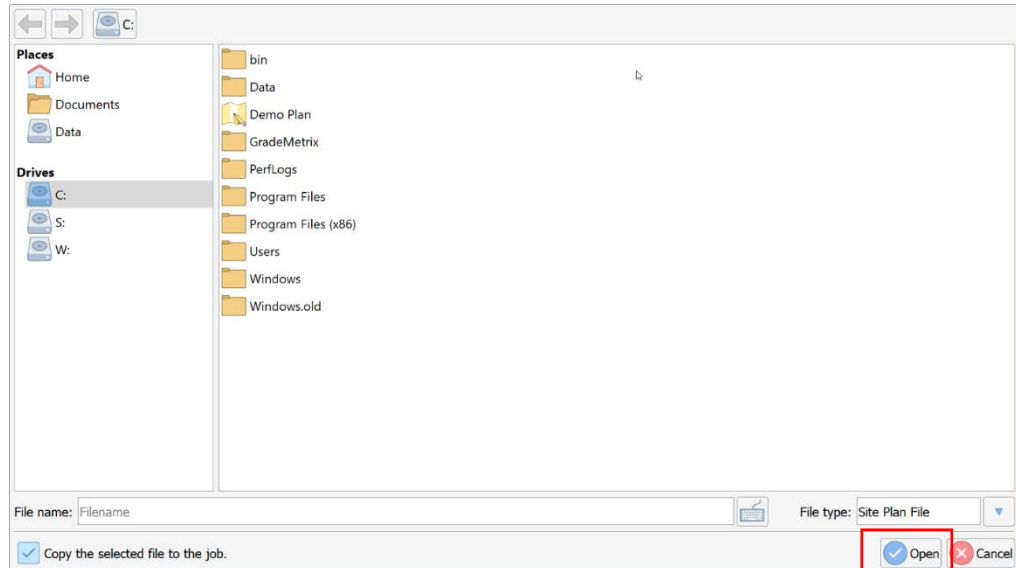 C:
Places
Home
Documents
Data
Drives
C:
S:
W:
bin
Data
Demo Plan
GradeMetrix
PerfLogs
Program Files
Program Files (x86)
Users
Windows
Windows.old
File name: Filename
File type: Site Plan File
Copy the selected file to the job.
Open
Cancel